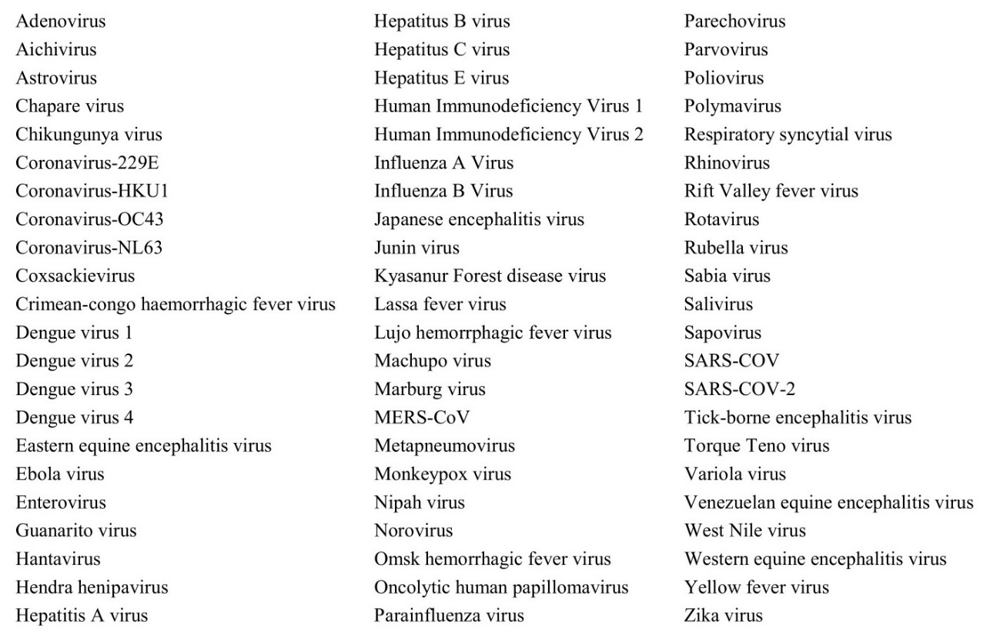 Adenovirus
Aichivirus
Astrovirus
Chapare virus
Chikungunya virus
Coronavirus-229E
Coronavirus-HKU1
Coronavirus-OC43
Coronavirus-NL63
Coxsackievirus
Crimean-congo haemorrhagic fever virus
Dengue virus 1
Dengue virus 2
Dengue virus 3
Dengue virus 4
Eastern equine encephalitis virus
Ebola virus
Enterovirus
Guanarito virus
Hantavirus
Hendra henipavirus
Hepatitis A virus
Hepatitus B virus
Hepatitus C virus
Hepatitus E virus
Human Immunodeficiency Virus 1
Human Immunodeficiency Virus 2
Influenza A Virus
Influenza B Virus
Japanese encephalitis virus
Junin virus
Kyasanur Forest disease virus
Lassa fever virus
Lujo hemorrphagic fever virus
Machupo virus
Marburg virus
MERS-CoV
Metapneumovirus
Monkeypox virus
Nipah virus
Norovirus
Omsk hemorrhagic fever virus
Oncolytic human papillomavirus
Parainfluenza virus
Parechovirus
Parvovirus
Poliovirus
Polymavirus
Respiratory syncytial virus
Rhinovirus
Rift Valley fever virus
Rotavirus
Rubella virus
Sabia virus
Salivirus
Sapovirus
SARS-COV
SARS-COV-2
Tick-borne encephalitis virus
Torque Teno virus
Variola virus
Venezuelan equine encephalitis virus
West Nile virus
Western equine encephalitis virus
Yellow fever virus
Zika virus